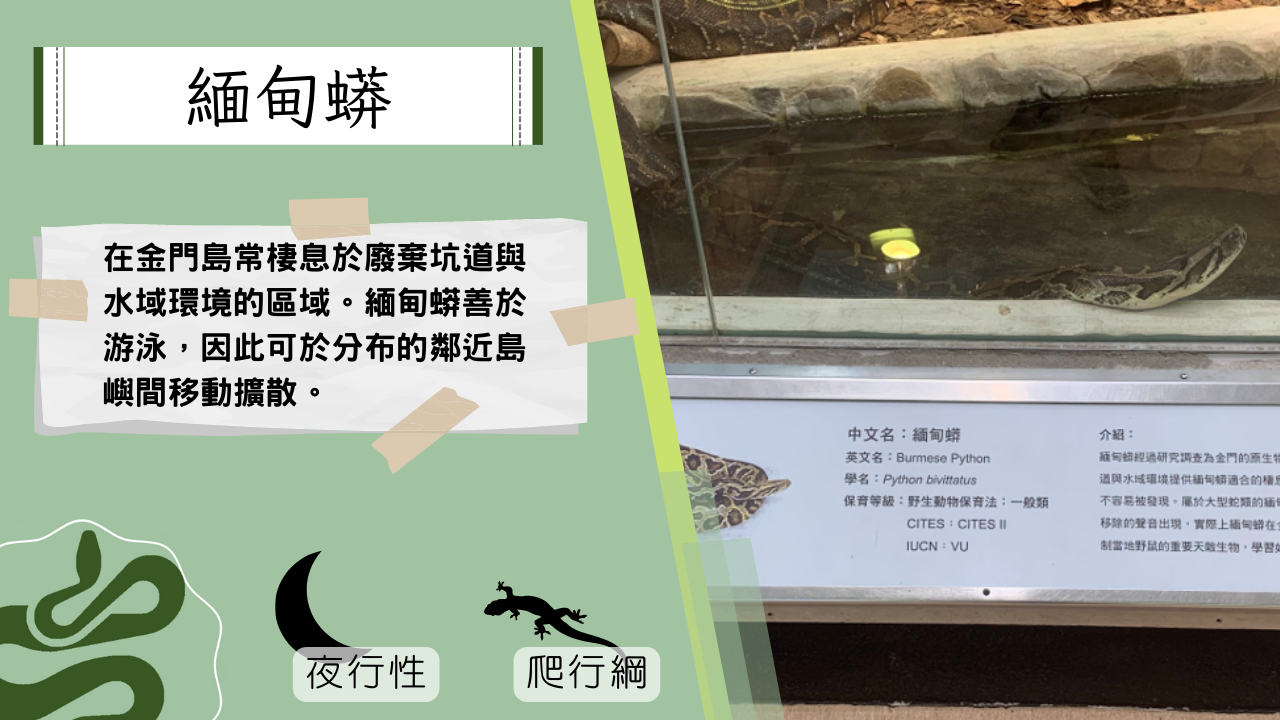 緬甸蟒
在金門島常棲息於廢棄坑道與
水域環境的區域。緬甸蟒善於
游泳，因此可於分布的鄰近島
嶼間移動擴散。
夜行性
爬行綱
中文名：緬甸蟒
英文名：Burmese Python
學名：Python bivittatus
保育等級：野生動物保育法：一般類
CITES：CITES II
IUCN：VU
介紹：
緬甸蟒經過研究調查為金門的原生物
道與水域環境提供緬甸蟒適合的棲息
不容易被發現。屬於大型蛇類的緬甸
移除的聲音出現，實際上緬甸蟒在金
制當地野鼠的重要天敵生物，學習如